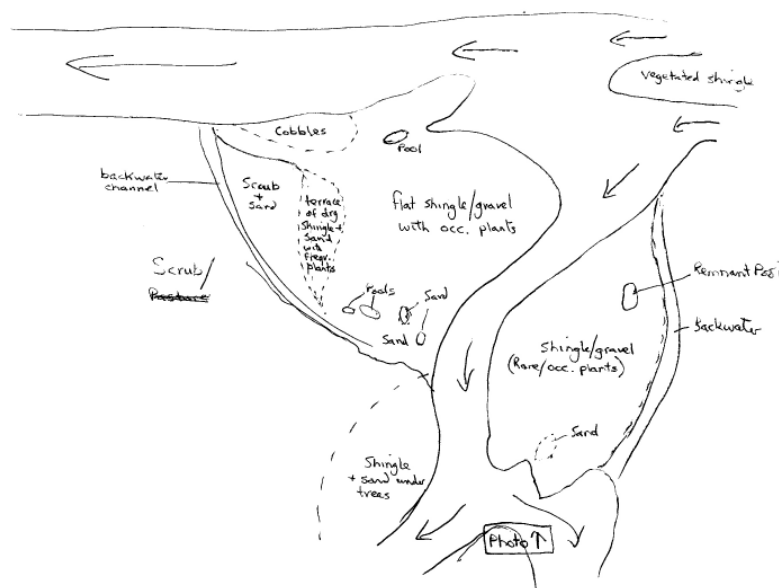 vegetated shingle
Cobbles
Pool
backwater
channel
Scrub
+
Sand
terrace
of dry
Shingle +
Sand
with
Freqr.
plants
flat shingle/gravel
with occ. plants
Scrub/
Remnant Pool
Pools
Sand
Sand
Backwater
Shingle/gravel
(Rare/occ. plants)
Sand
Shingle
+ sand under
trees
Photo ↑